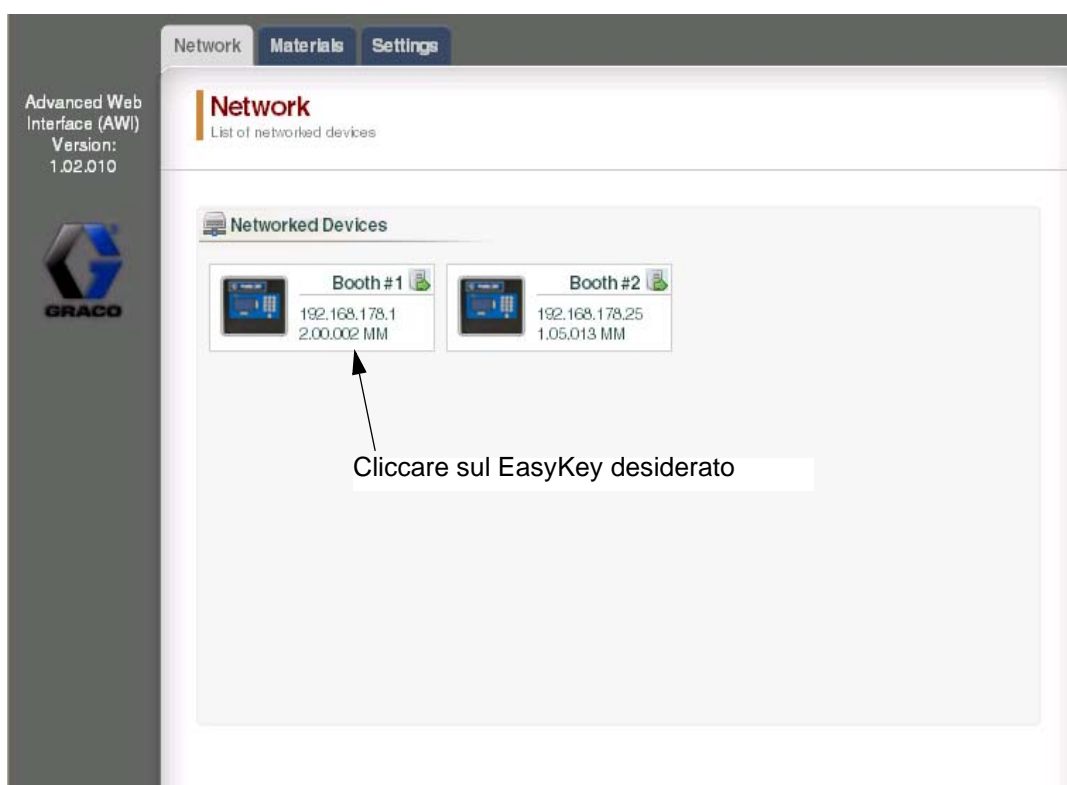 Network Materials Settings
Advanced Web
Interface (AWI)
Version:
1.02.010
GRACO
Network
List of networked devices
Networked Devices
Booth #1
192.168.178.1
2.00.002 MM
Booth #2
192.168.178.25
1.05.013 MM
Cliccare sul EasyKey desiderato